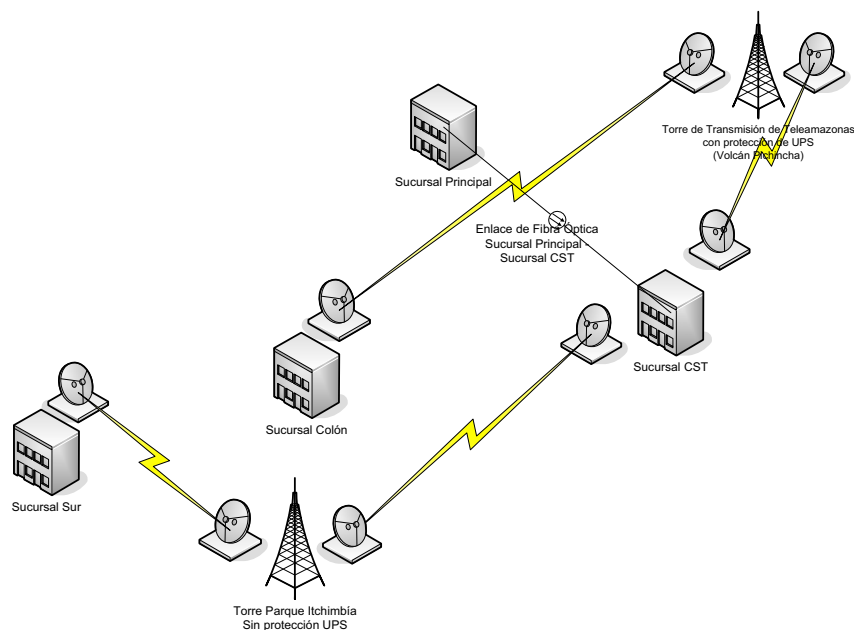 Torre de Transmisión de Teleamazonas
con protección de UPS
(Volcán Pichincha)
Sucursal Principal
Enlace de Fibra Óptica
Sucursal Principal -
Sucursal CST
Sucursal CST
Sucursal Colón
Sucursal Sur
Torre Parque Itchimbía
Sin protección UPS